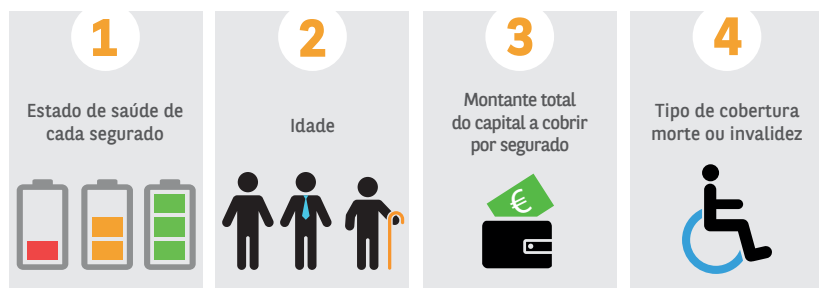 1
Estado de saúde de
cada segurado
2
Idade
3
Montante total
do capital a cobrir
por segurado
€
4
Tipo de cobertura
morte ou invalidez